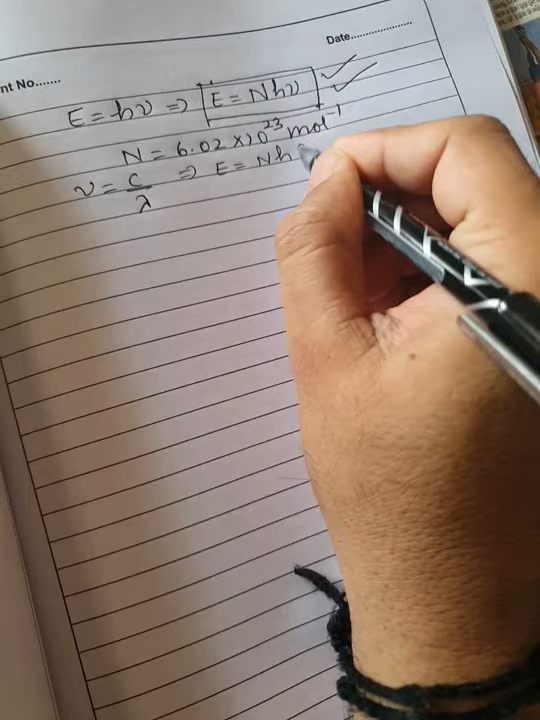 Date....................
nt No.......
E = hν ⇒ E = Nhν ✓✓
N = 6.02 × 10²³ mol⁻¹
ν = c/λ ⇒ E = Nh